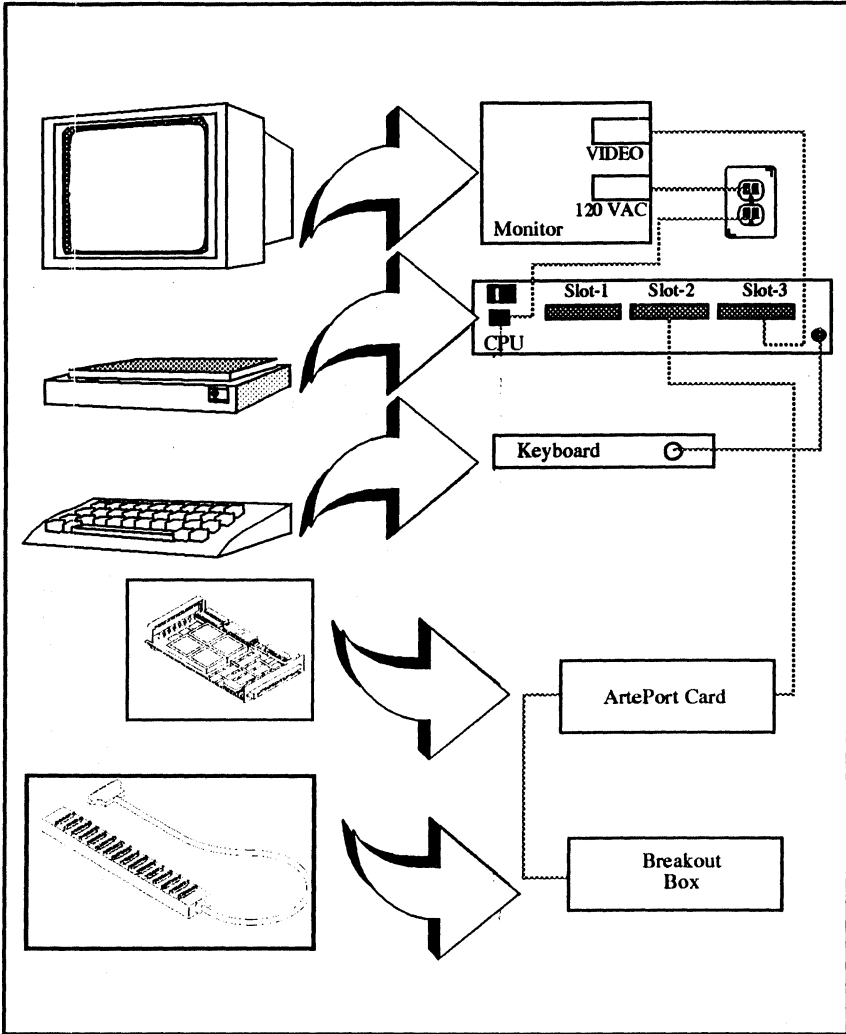 VIDEO
120 VAC
Monitor
Slot-1 Slot-2 Slot-3
CPU
Keyboard
ArtePort Card
Breakout
Box